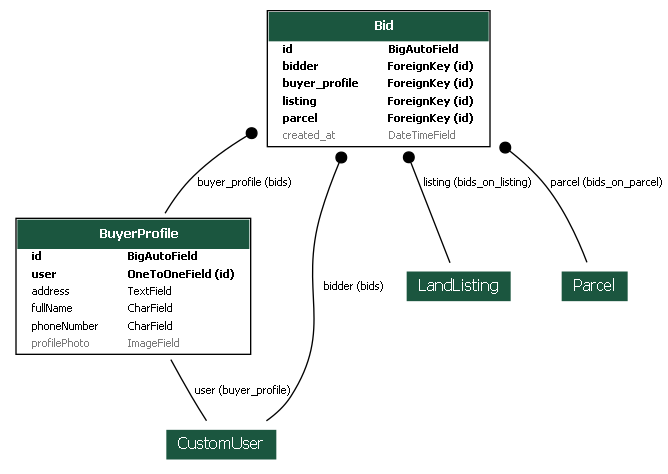 Bid
id BigAutoField
bidder ForeignKey (id)
buyer_profile ForeignKey (id)
listing ForeignKey (id)
parcel ForeignKey (id)
created_at DateTimeField
buyer_profile (bids)
listing (bids_on_listing)
parcel (bids_on_parcel)
BuyerProfile
id BigAutoField
user OneToOneField (id)
address TextField
fullName CharField
phoneNumber CharField
profilePhoto ImageField
bidder (bids)
LandListing
Parcel
user (buyer_profile)
CustomUser